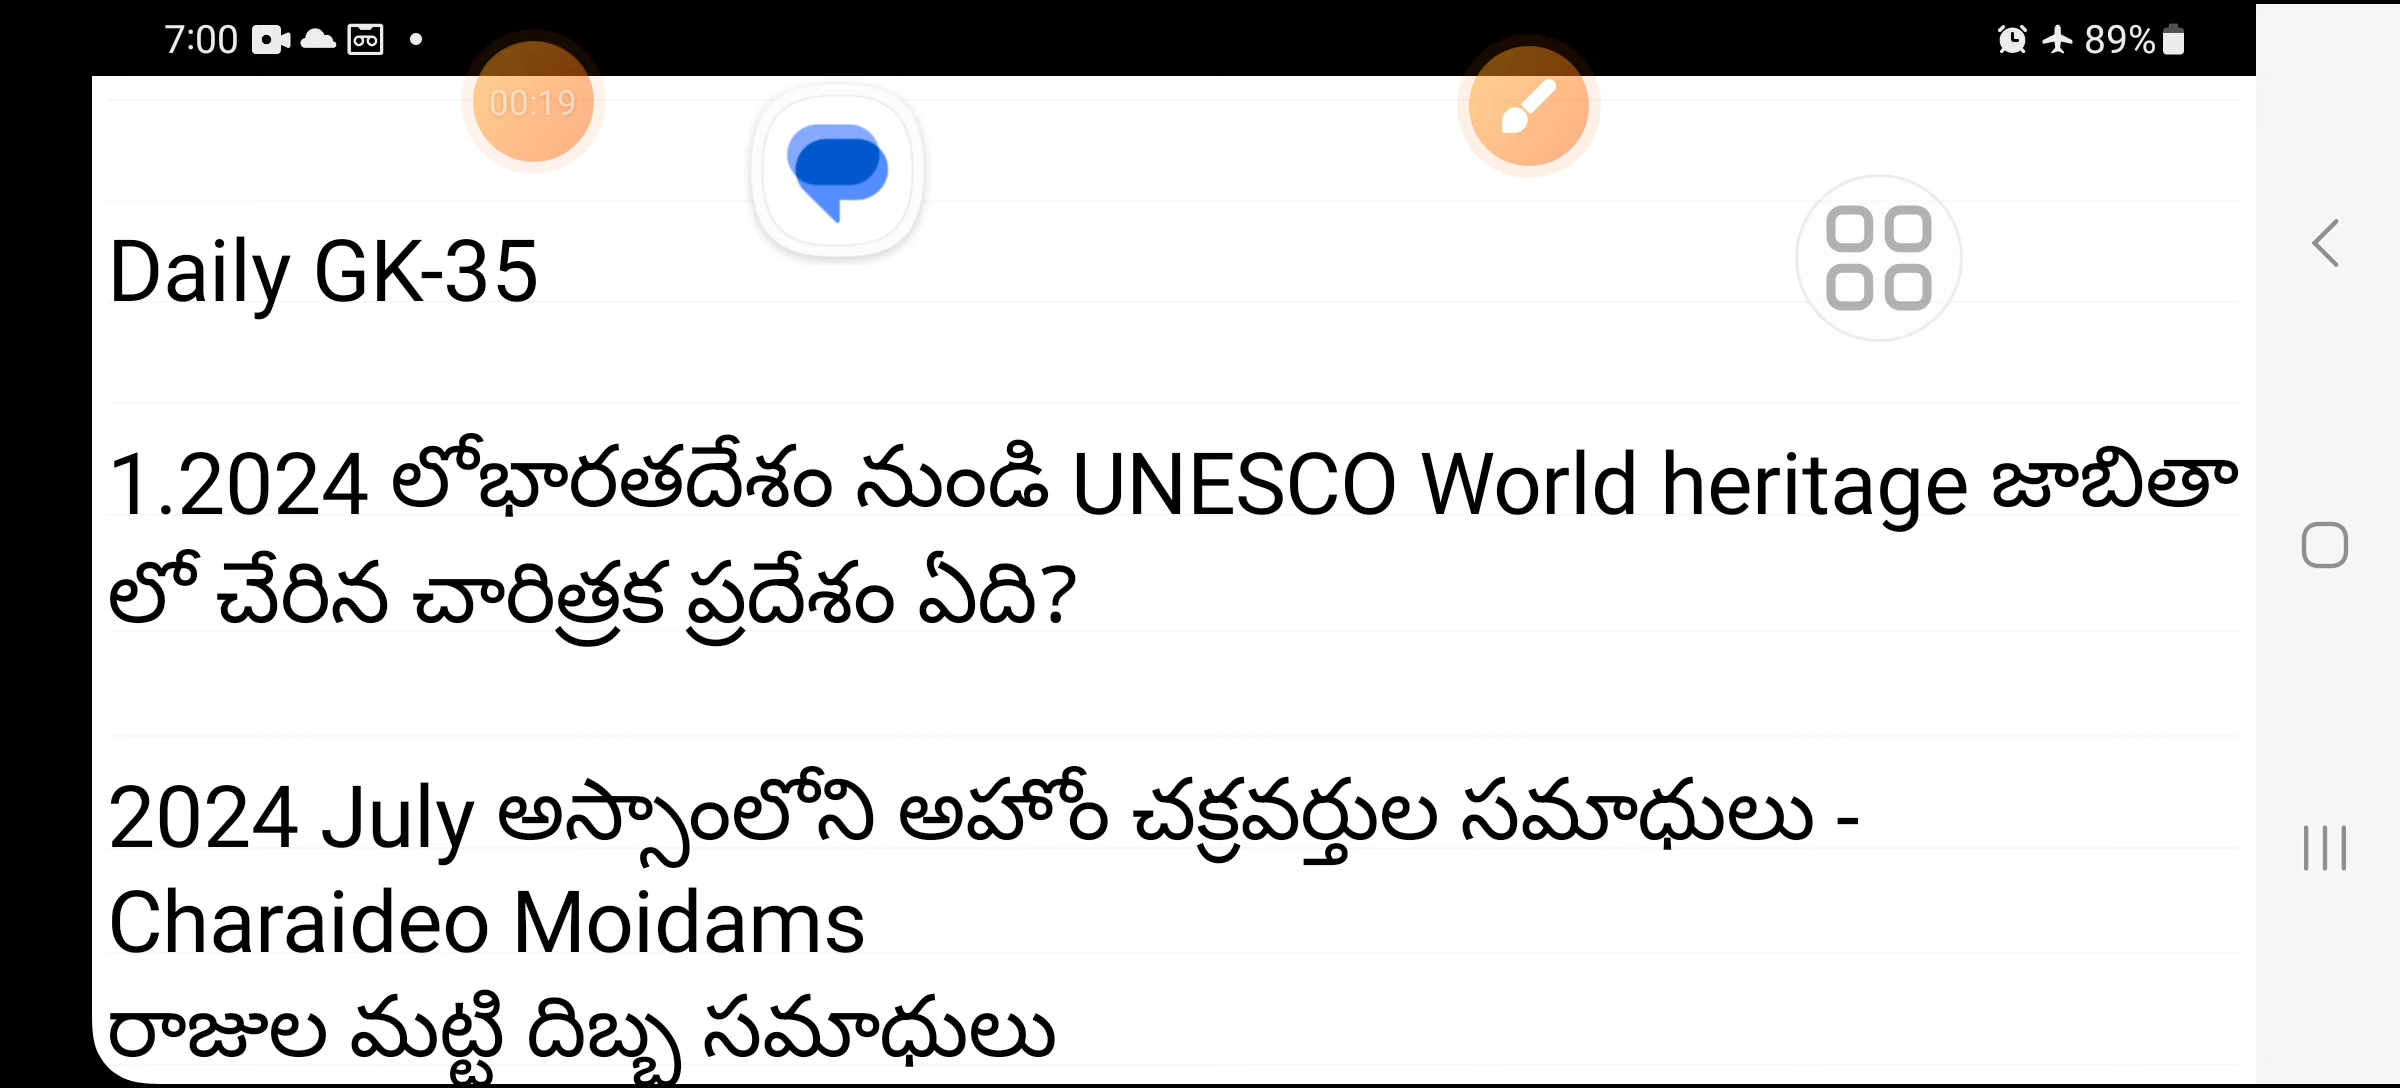 7:00
89%
00:19
Daily GK-35
1.2024 లోభారతదేశం నుండి UNESCO World heritage జాబితా
లో చేరిన చారిత్రక ప్రదేశం ఏది?
2024 July అస్సాంలోని అహోం చక్రవర్తుల సమాధులు -
Charaideo Moidams
రాజుల మట్టి దిబ్బ సమాధులు